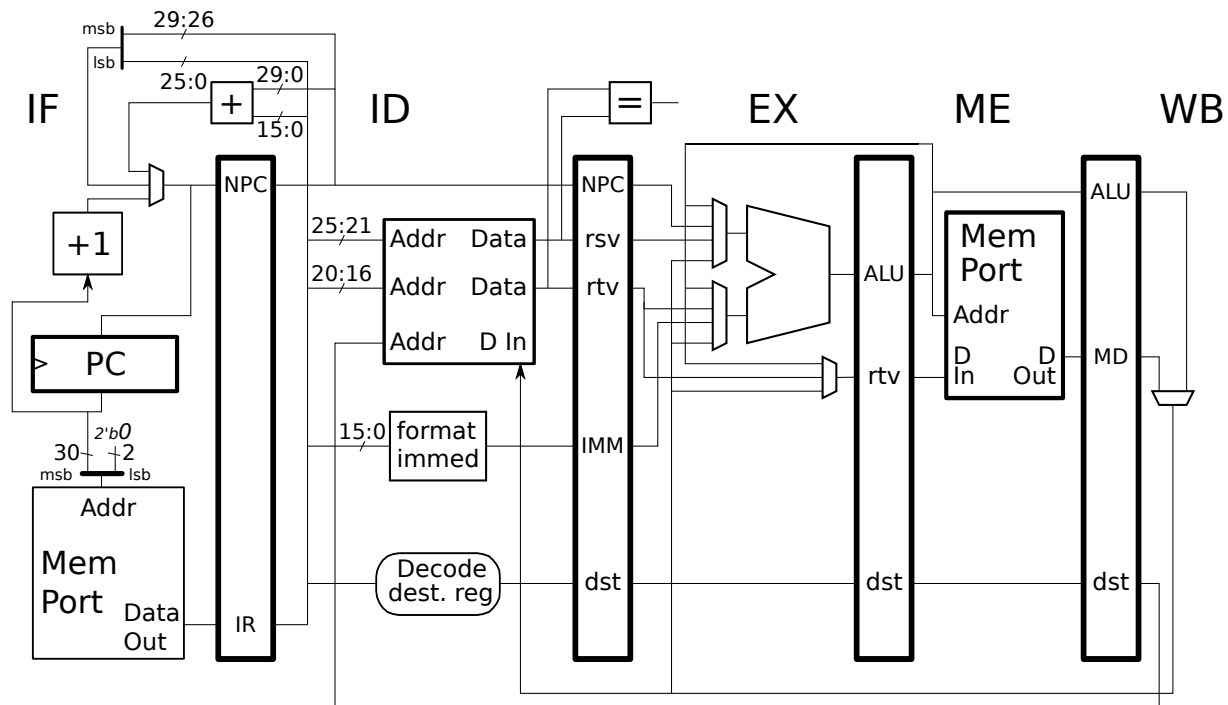 29:26
msb
lsb
25:0
29:0
+
15:0
=
IF
ID
EX
ME
WB
NPC
NPC
ALU
+1
25:21
Addr
Data
rsv
20:16
Addr
Data
rtv
Addr
D In
ALU
Mem
Port
Addr
D
In
D
Out
MD
PC
rtv
2'b0
30
2
msb
lsb
15:0
format
immed
IMM
Addr
Mem
Port
Data
Out
IR
Decode
dest. reg
dst
dst
dst